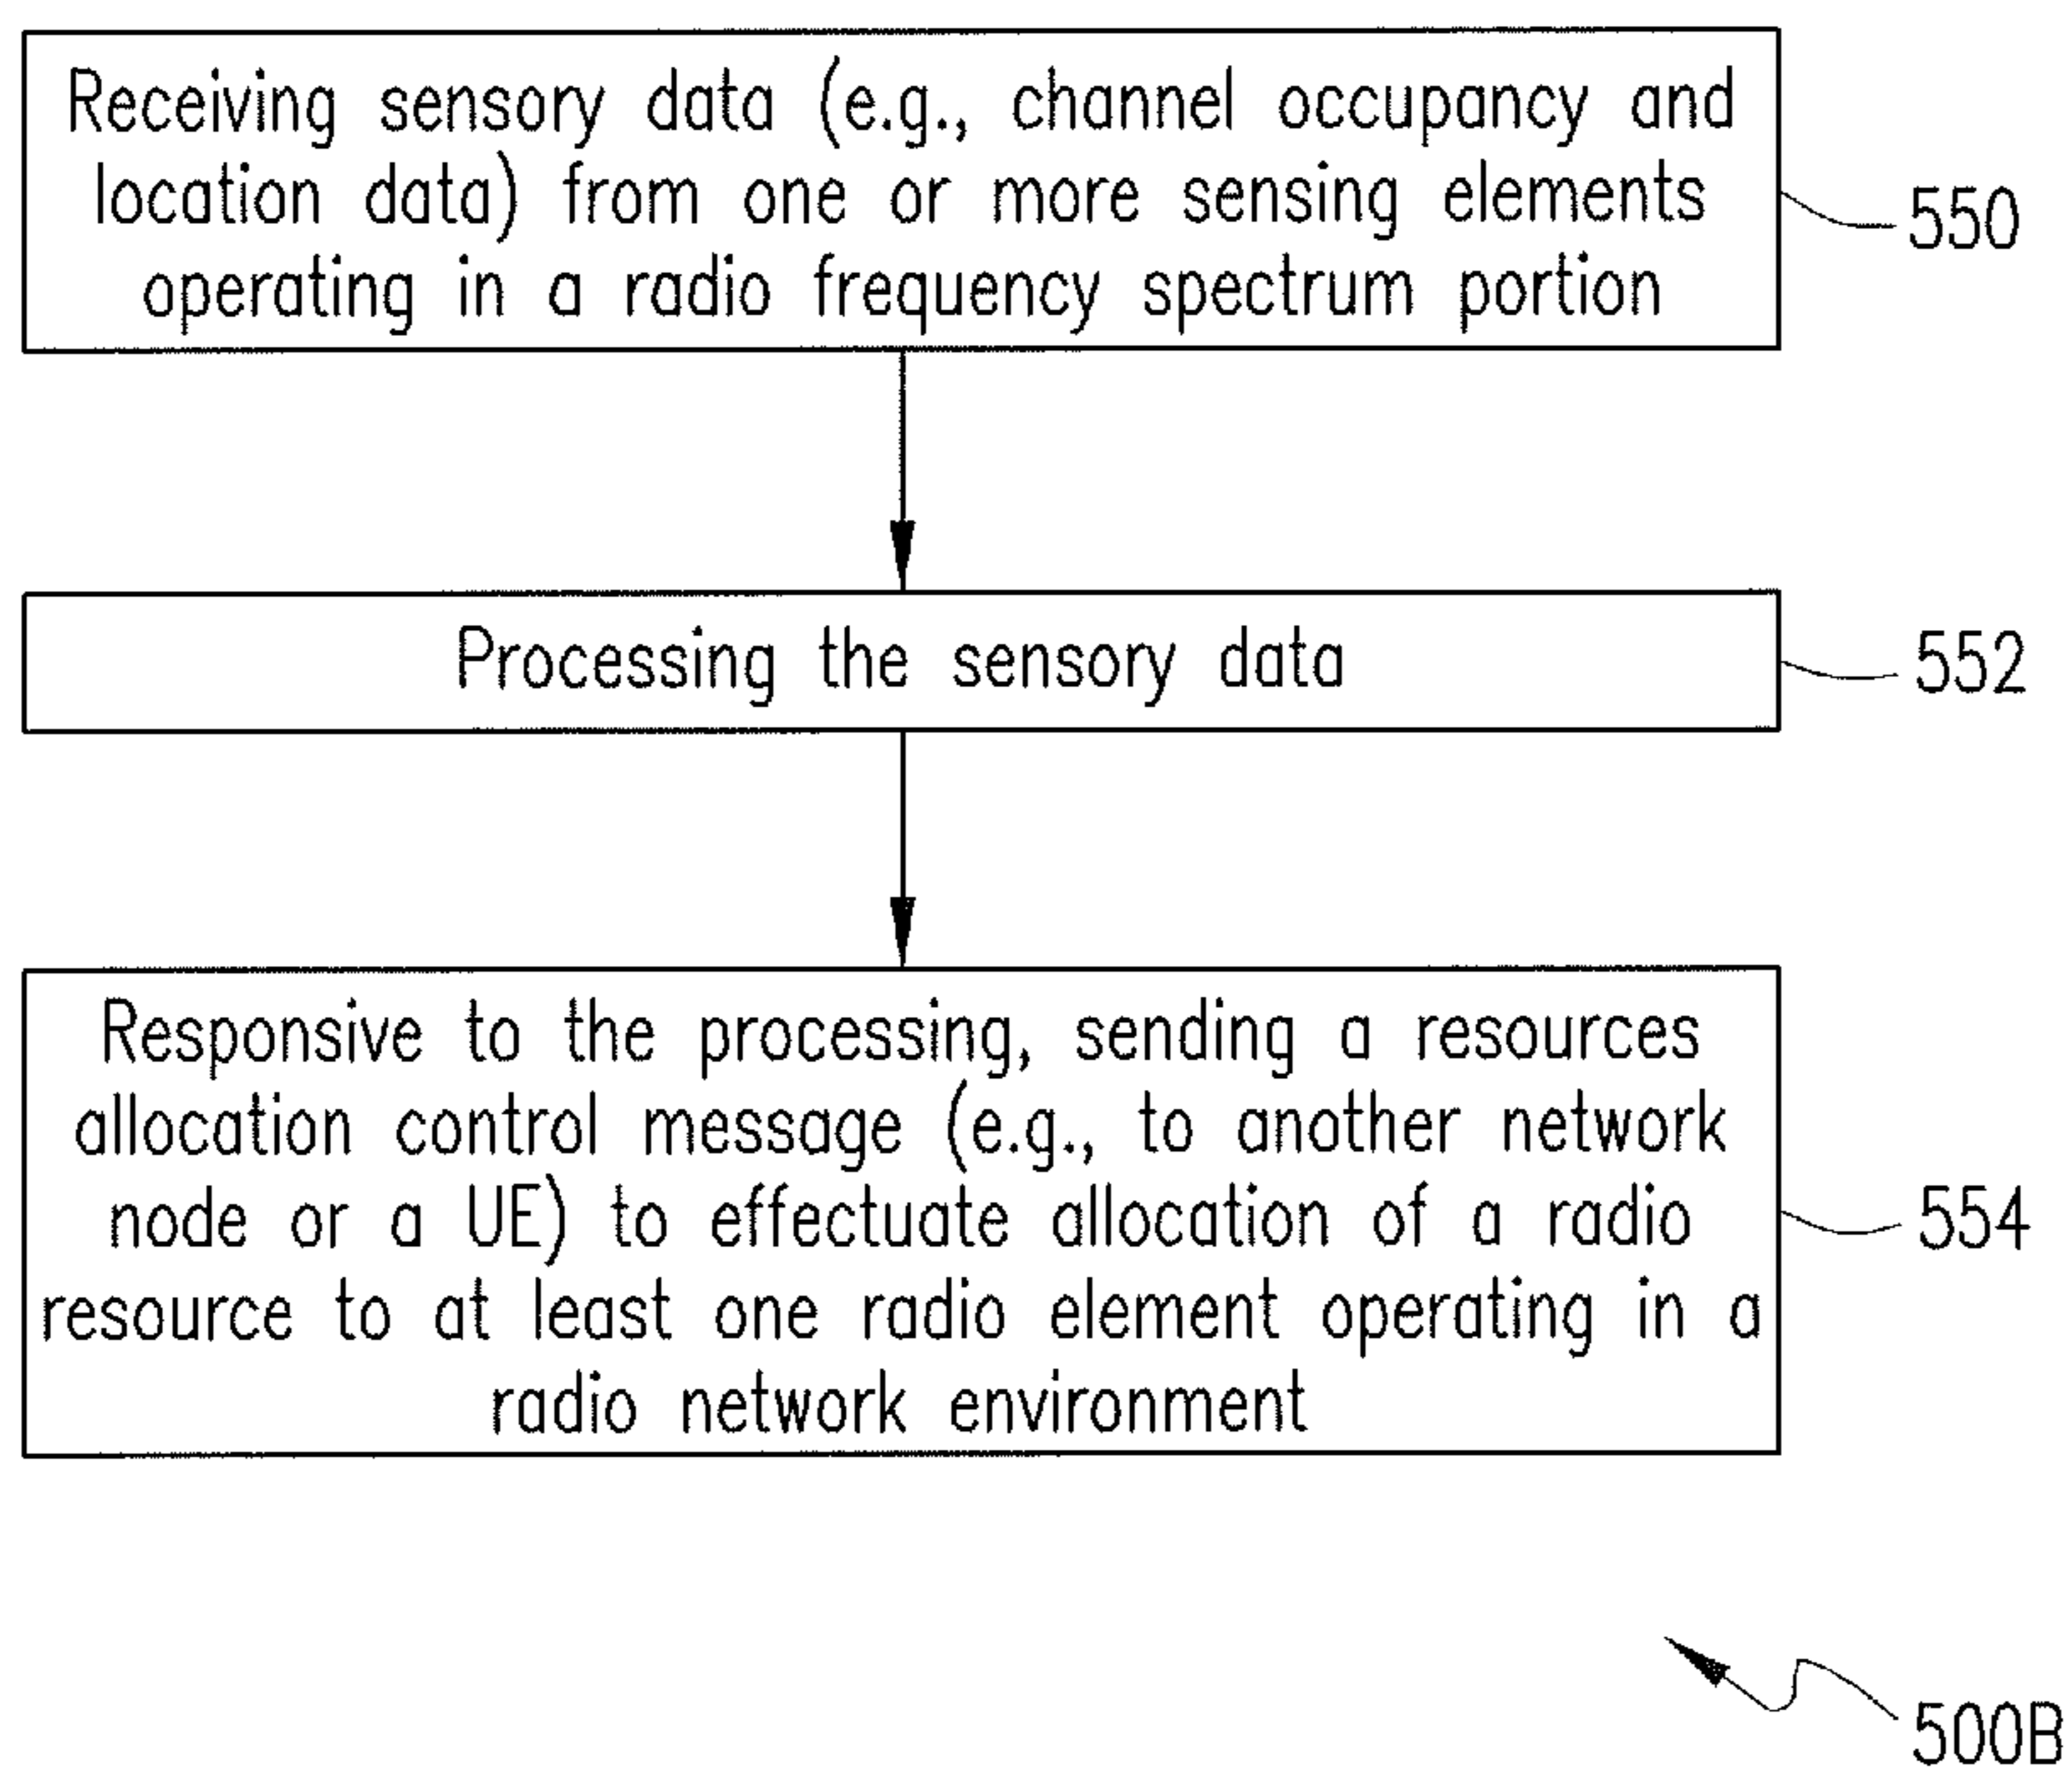 Receiving sensory data (e.g., channel occupancy and
location data) from one or more sensing elements
operating in a radio frequency spectrum portion
550
Processing the sensory data
552
Responsive to the processing, sending a resources
allocation control message (e.g., to another network
node or a UE) to effectuate allocation of a radio
resource to at least one radio element operating in a
radio network environment
554
500B